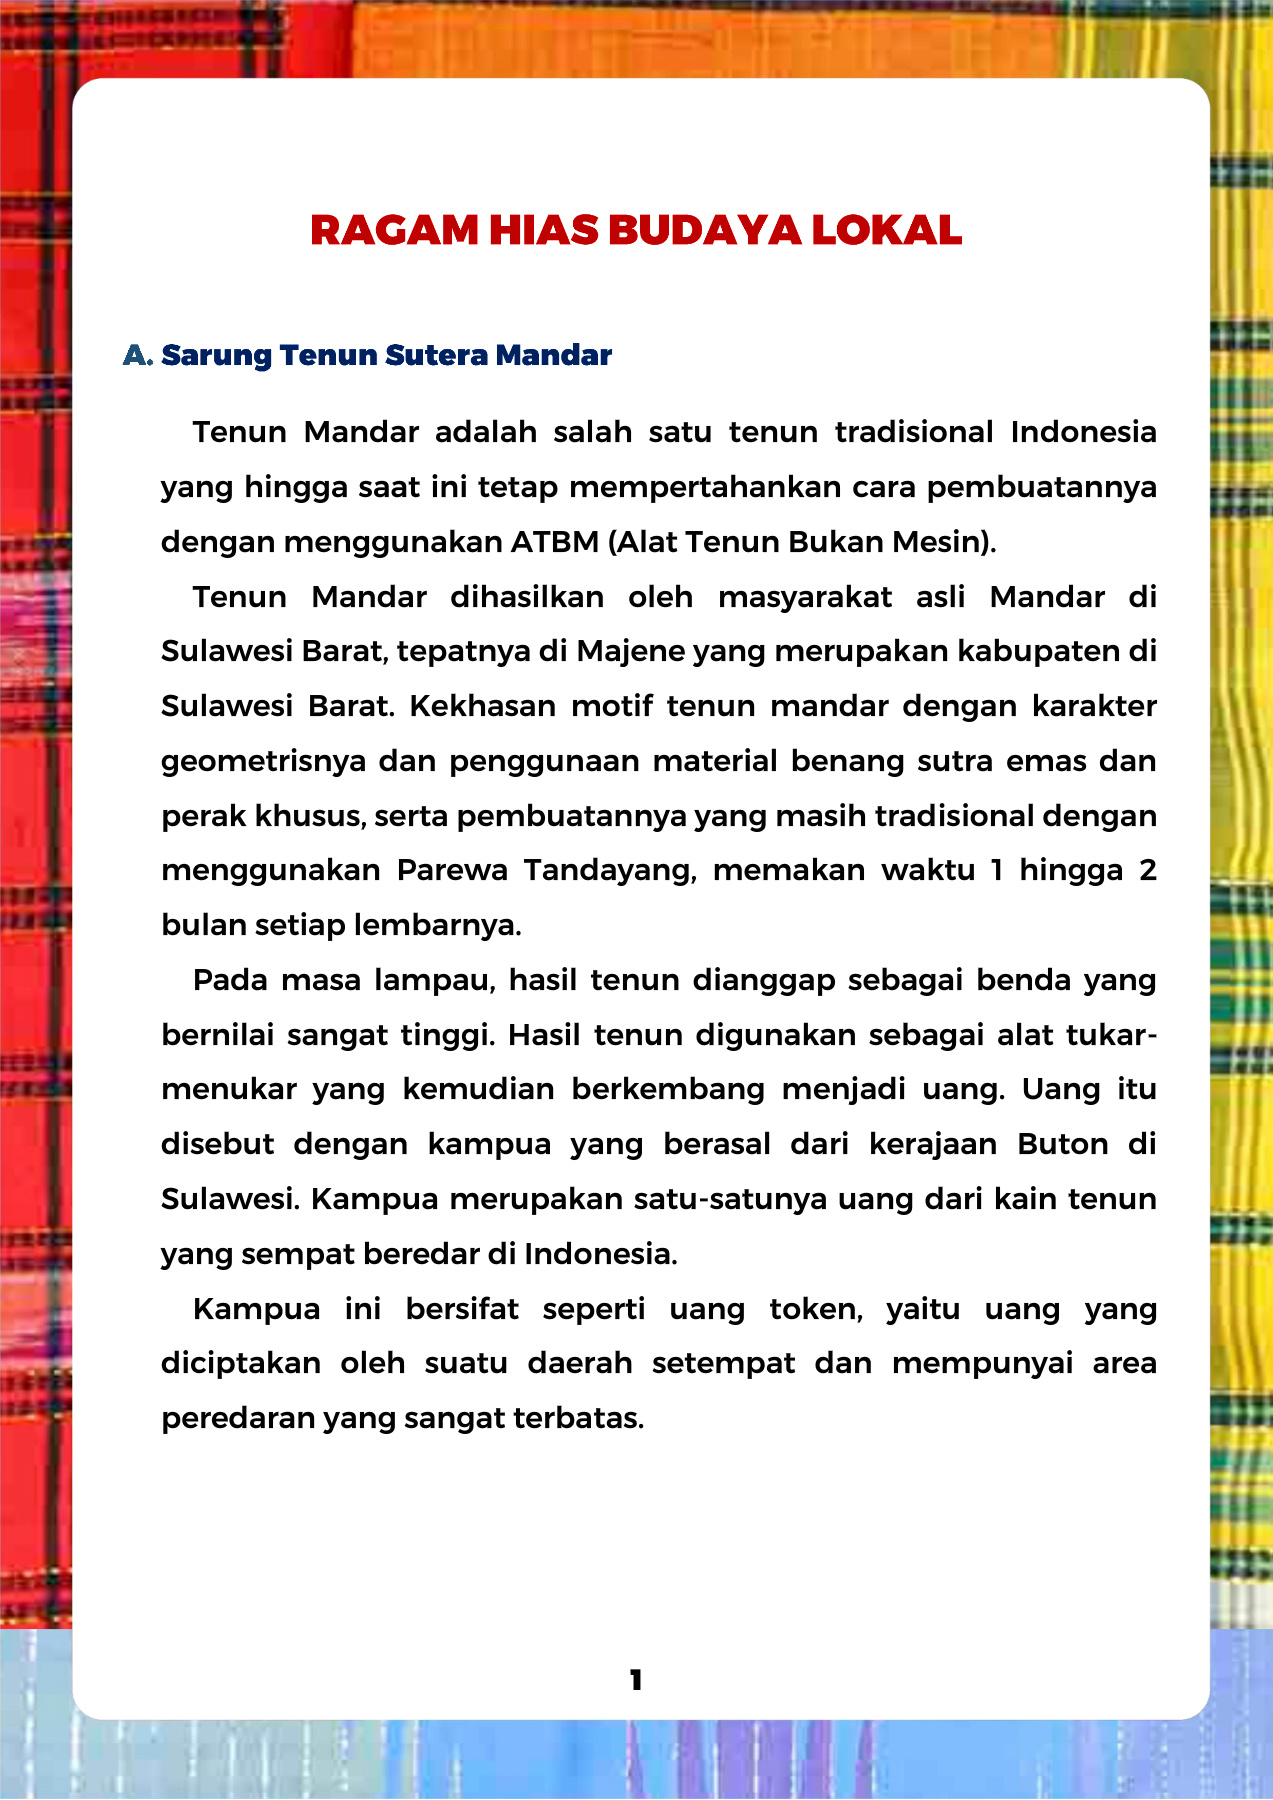 RAGAM HIAS BUDAYA LOKAL
A. Sarung Tenun Sutera Mandar
Tenun Mandar adalah salah satu tenun tradisional Indonesia
yang hingga saat ini tetap mempertahankan cara pembuatannya
dengan menggunakan ATBM (Alat Tenun Bukan Mesin).
Tenun Mandar dihasilkan oleh masyarakat asli Mandar di
Sulawesi Barat, tepatnya di Majene yang merupakan kabupaten di
Sulawesi Barat. Kekhasan motif tenun mandar dengan karakter
geometrisnya dan penggunaan material benang sutra emas dan
perak khusus, serta pembuatannya yang masih tradisional dengan
menggunakan Parewa Tandayang, memakan waktu 1 hingga 2
bulan setiap lembarnya.
Pada masa lampau, hasil tenun dianggap sebagai benda yang
bernilai sangat tinggi. Hasil tenun digunakan sebagai alat tukar-
menukar yang kemudian berkembang menjadi uang. Uang itu
disebut dengan kampua yang berasal dari kerajaan Buton di
Sulawesi. Kampua merupakan satu-satunya uang dari kain tenun
yang sempat beredar di Indonesia.
Kampua ini bersifat seperti uang token, yaitu uang yang
diciptakan oleh suatu daerah setempat dan mempunyai area
peredaran yang sangat terbatas.
1